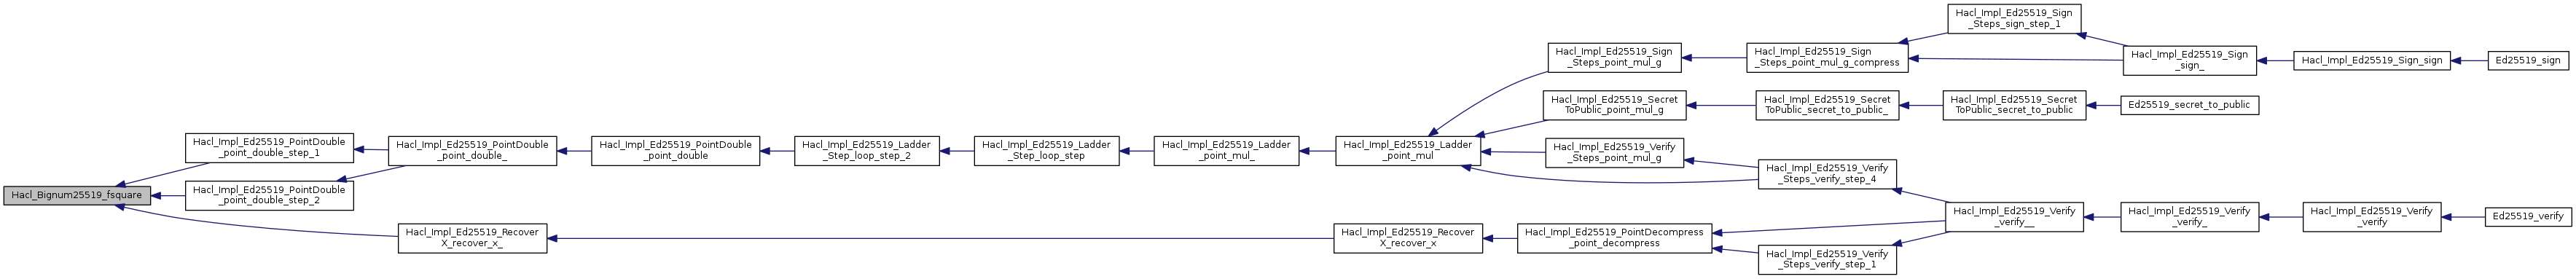 Hacl_Bignum25519_fsquare
Hacl_Impl_Ed25519_PointDouble
_point_double_step_1
Hacl_Impl_Ed25519_PointDouble
_point_double_step_2
Hacl_Impl_Ed25519_Recover
X_recover_x_
Hacl_Impl_Ed25519_PointDouble
_point_double_
Hacl_Impl_Ed25519_PointDouble
_point_double
Hacl_Impl_Ed25519_Ladder
_Step_loop_step_2
Hacl_Impl_Ed25519_Ladder
_Step_loop_step
Hacl_Impl_Ed25519_Ladder
_point_mul_
Hacl_Impl_Ed25519_Ladder
_point_mul
Hacl_Impl_Ed25519_Recover
X_recover_x
Hacl_Impl_Ed25519_Sign
_Steps_point_mul_g
Hacl_Impl_Ed25519_Secret
ToPublic_point_mul_g
Hacl_Impl_Ed25519_Verify
_Steps_point_mul_g
Hacl_Impl_Ed25519_PointDecompress
_point_decompress
Hacl_Impl_Ed25519_Sign
_Steps_point_mul_g_compress
Hacl_Impl_Ed25519_Secret
ToPublic_secret_to_public_
Hacl_Impl_Ed25519_Verify
_Steps_verify_step_4
Hacl_Impl_Ed25519_Verify
_Steps_verify_step_1
Hacl_Impl_Ed25519_Sign
_Steps_sign_step_1
Hacl_Impl_Ed25519_Secret
ToPublic_secret_to_public
Hacl_Impl_Ed25519_Verify
_verify__
Hacl_Impl_Ed25519_Sign
_sign_
Ed25519_secret_to_public
Hacl_Impl_Ed25519_Verify
_verify_
Hacl_Impl_Ed25519_Sign_sign
Hacl_Impl_Ed25519_Verify
_verify
Ed25519_sign
Ed25519_verify